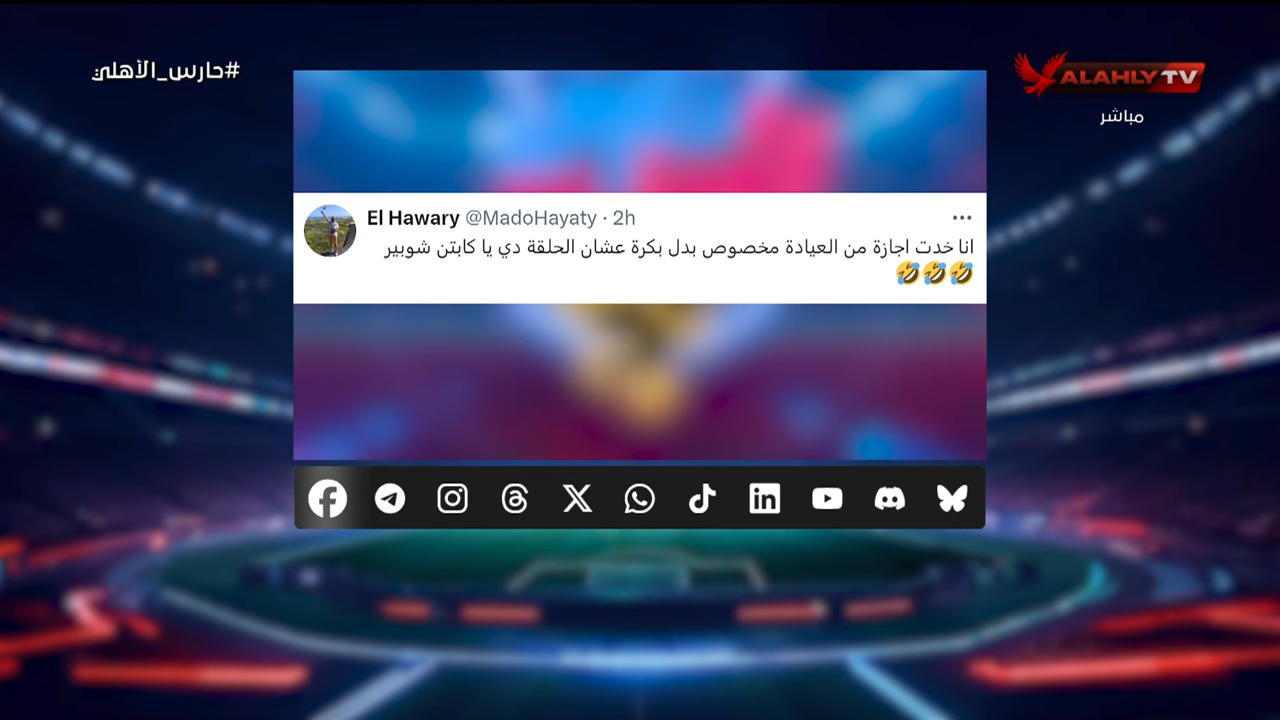 #حارس_الأهلي
ALAHLY TV
مباشر
El Hawary @MadoHayaty · 2h
انا خدت اجازة من العيادة مخصوص بدل بكرة عشان الحلقة دي يا كابتن شوبير
🤣🤣🤣